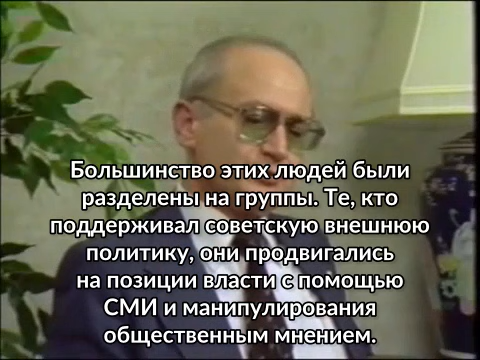 Большинство этих людей были
разделены на группы. Те, кто
поддерживал советскую внешнюю
политику, они продвигались
на позиции власти с помощью
СМИ и манипулирования
общественным мнением.